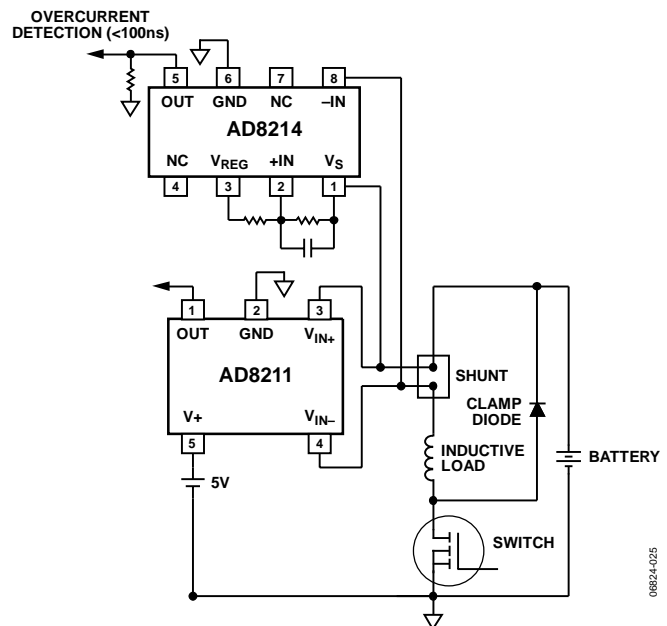 OVERCURRENT
DETECTION (<100ns)
5 6 7 8
OUT GND NC –IN
AD8214
NC VREG +IN VS
4 3 2 1
1 2 3
OUT GND VIN+
AD8211
V+ VIN–
5 4
5V
SHUNT
CLAMP
DIODE
INDUCTIVE
LOAD
BATTERY
SWITCH
06824-025